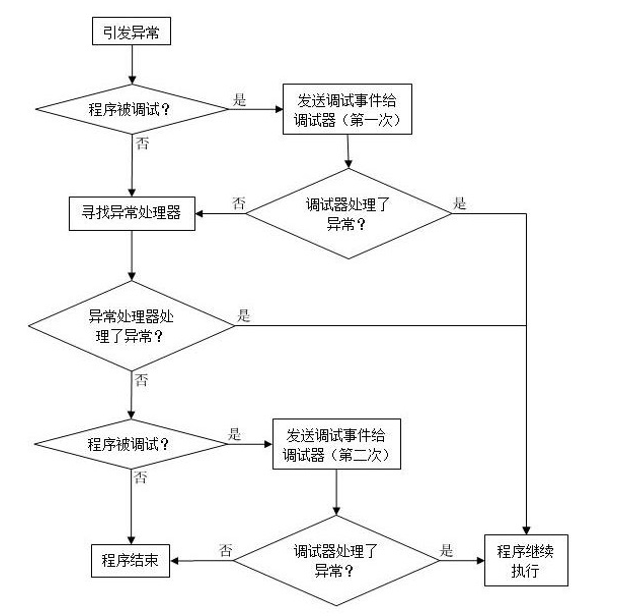 引发异常
程序被调试？
是
发送调试事件给
调试器（第一次）
否
寻找异常处理器
否
调试器处理了
异常？
是
异常处理器处
理了异常？
是
否
程序被调试？
是
发送调试事件给
调试器（第二次）
否
程序结束
否
调试器处理了
异常？
是
程序继续
执行